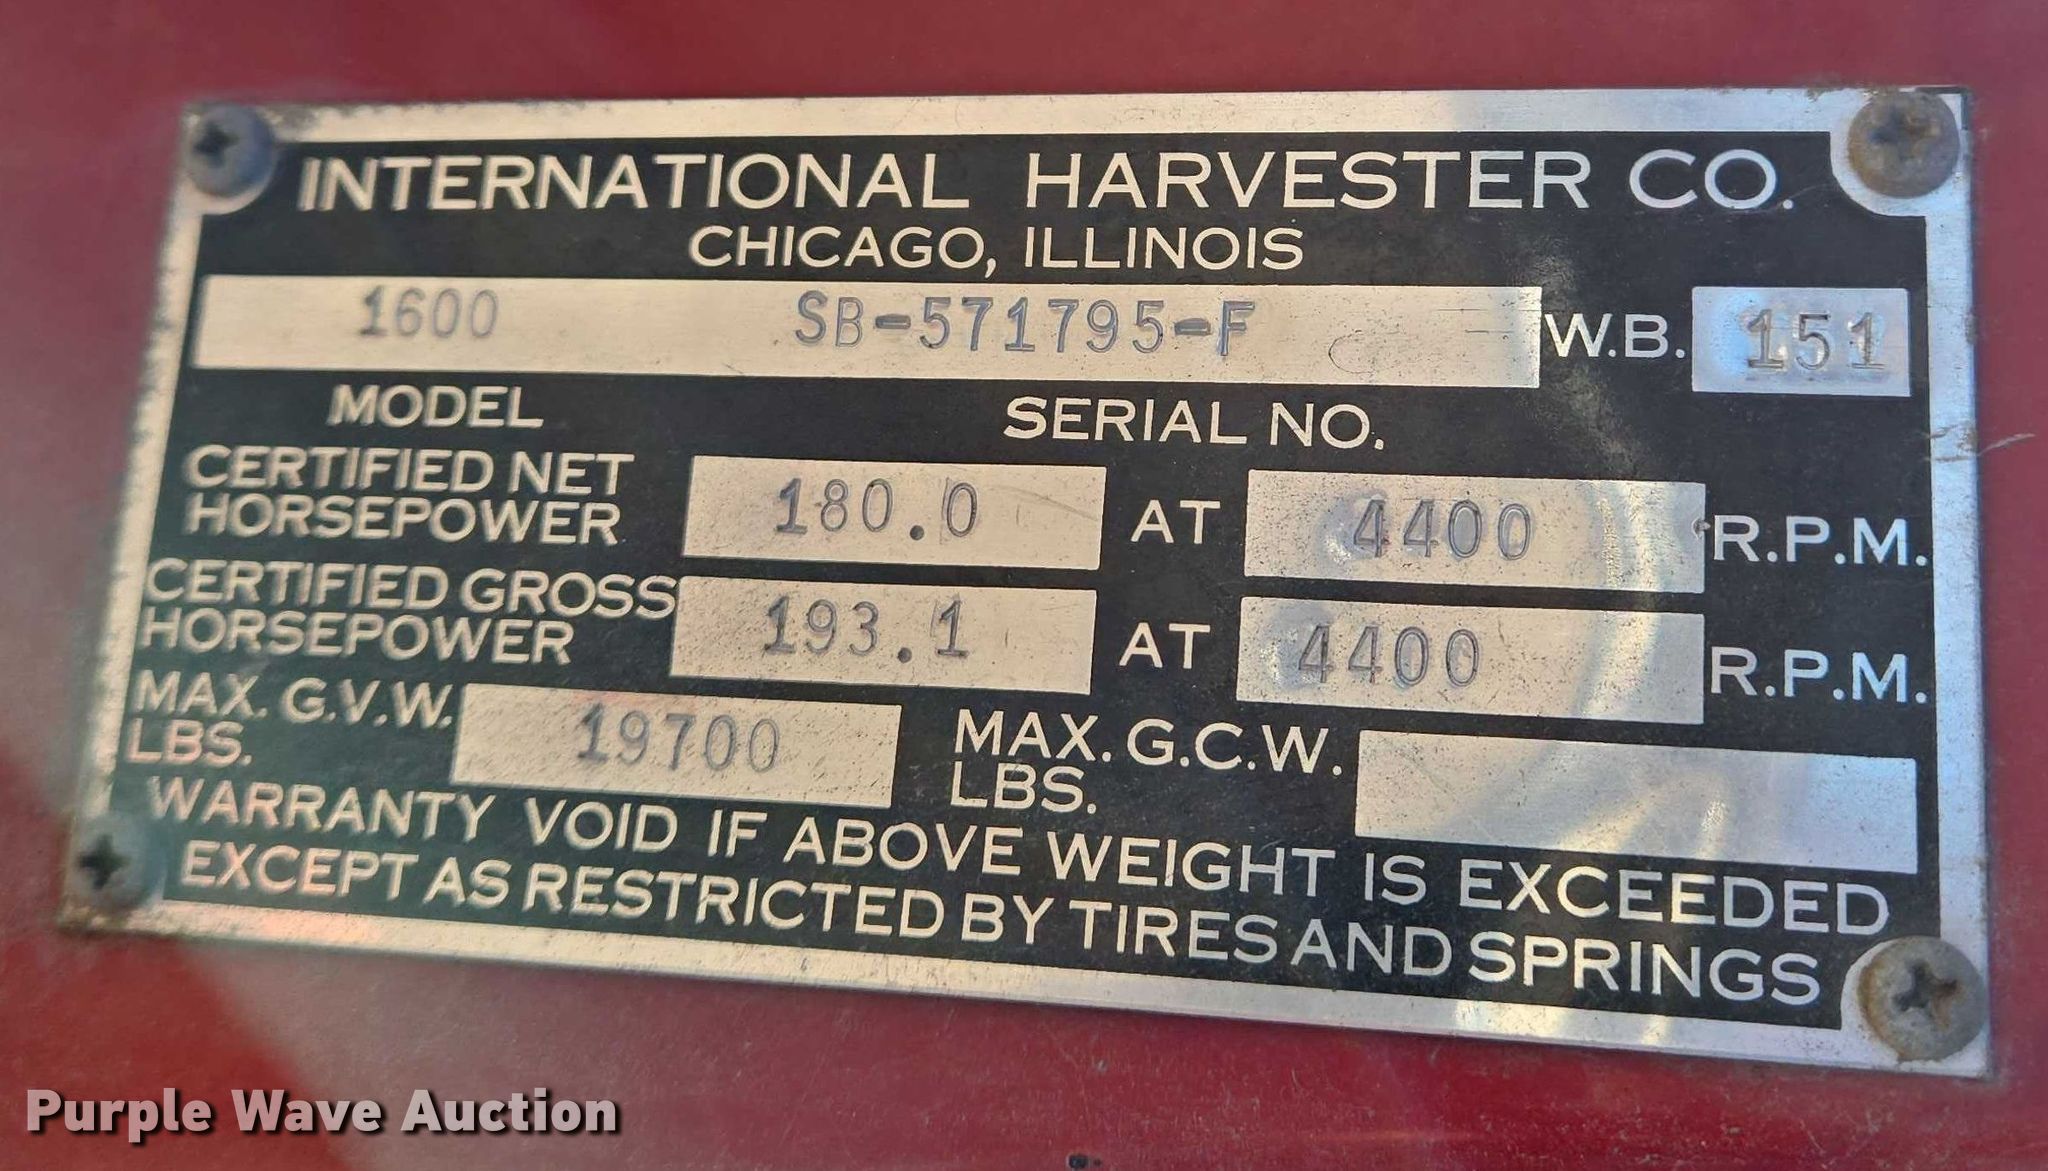 INTERNATIONAL HARVESTER CO.
CHICAGO, ILLINOIS
1600 SB-571795-F W.B. 151
MODEL SERIAL NO.
CERTIFIED NET
HORSEPOWER 180.0 AT 4400 R.P.M.
CERTIFIED GROSS
HORSEPOWER 193.1 AT 4400 R.P.M.
MAX. G.V.W.
LBS. 19700
MAX. G.C.W.
LBS.
WARRANTY VOID IF ABOVE WEIGHT IS EXCEEDED
EXCEPT AS RESTRICTED BY TIRES AND SPRINGS
Purple Wave Auction